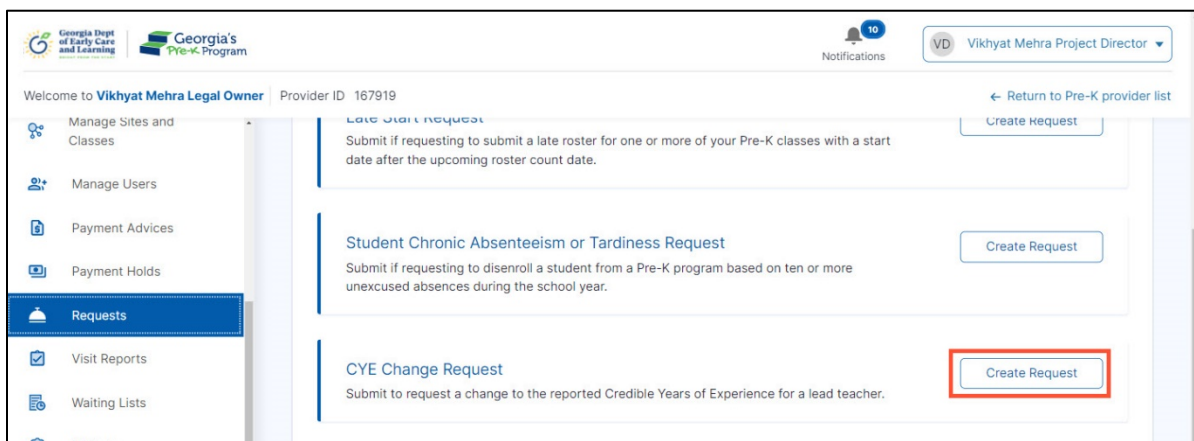 Georgia Dept
of Early Care
and Learning
Georgia's
Pre-K Program
10
Notifications
VD Vikhyat Mehra Project Director
Welcome to Vikhyat Mehra Legal Owner Provider ID 167919
← Return to Pre-K provider list
Manage Sites and
Classes
Manage Users
Payment Advices
Payment Holds
Requests
Visit Reports
Waiting Lists
Late Start Request
Create Request
Submit if requesting to submit a late roster for one or more of your Pre-K classes with a start
date after the upcoming roster count date.
Student Chronic Absenteeism or Tardiness Request
Create Request
Submit if requesting to disenroll a student from a Pre-K program based on ten or more
unexcused absences during the school year.
CYE Change Request
Create Request
Submit to request a change to the reported Credible Years of Experience for a lead teacher.